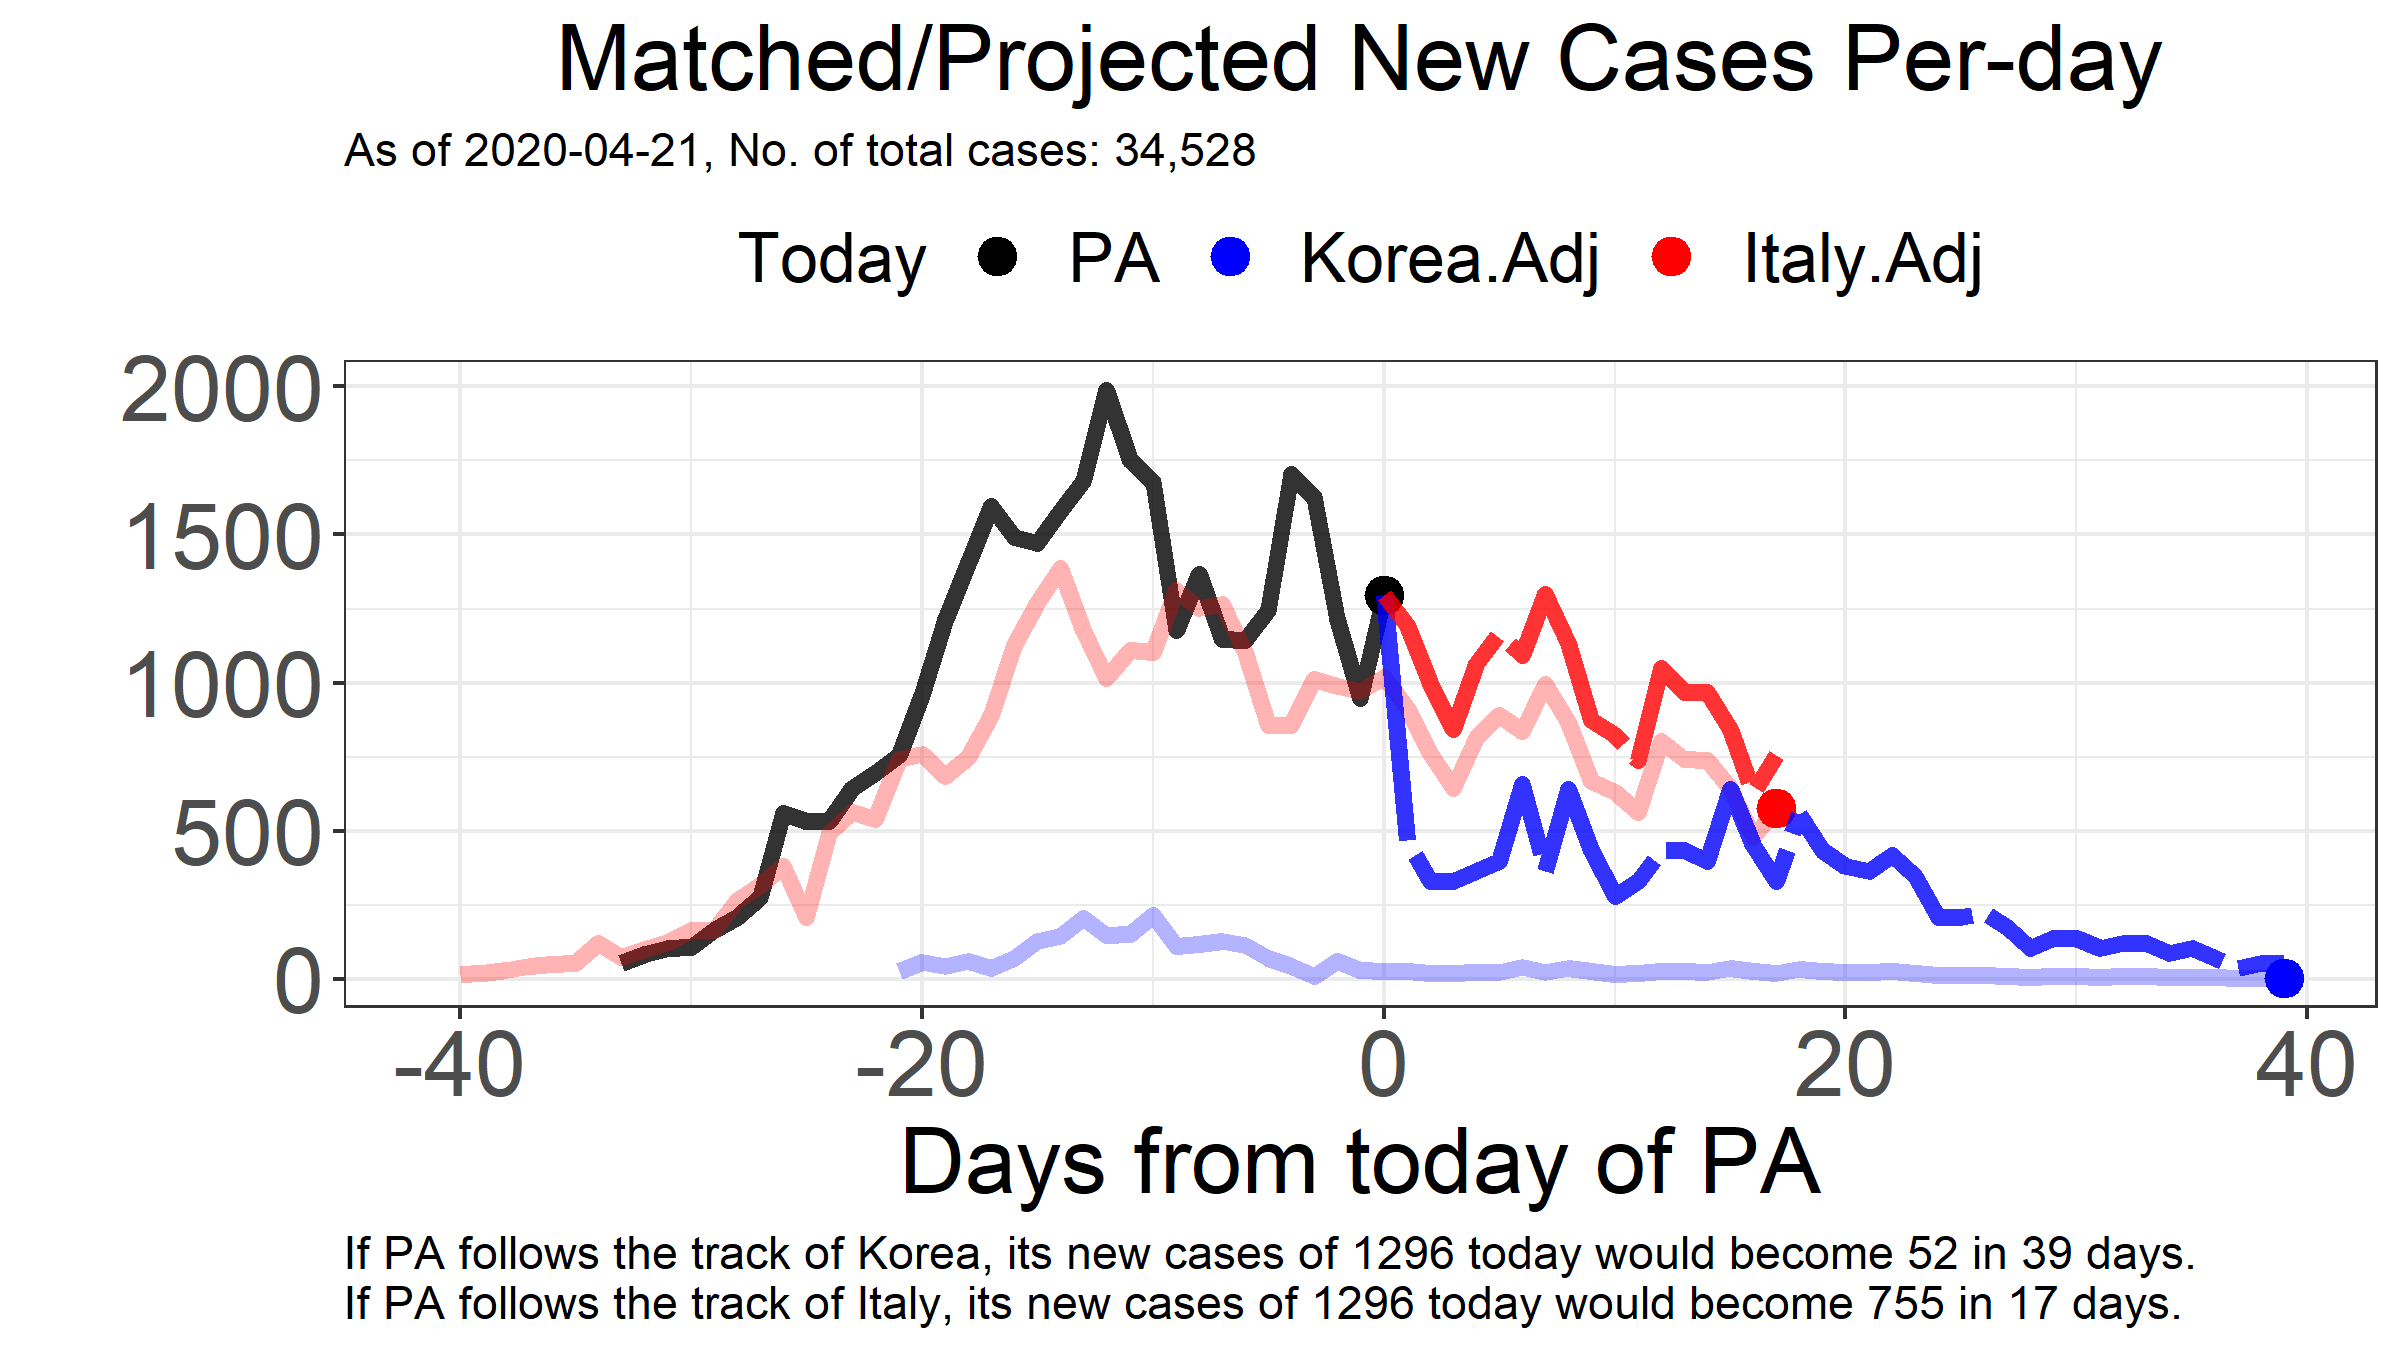 Matched/Projected New Cases Per-day
As of 2020-04-21, No. of total cases: 34,528
Today PA Korea.Adj Italy.Adj
2000
1500
1000
500
0
-40 -20 0 20 40
Days from today of PA
If PA follows the track of Korea, its new cases of 1296 today would become 52 in 39 days.
If PA follows the track of Italy, its new cases of 1296 today would become 755 in 17 days.